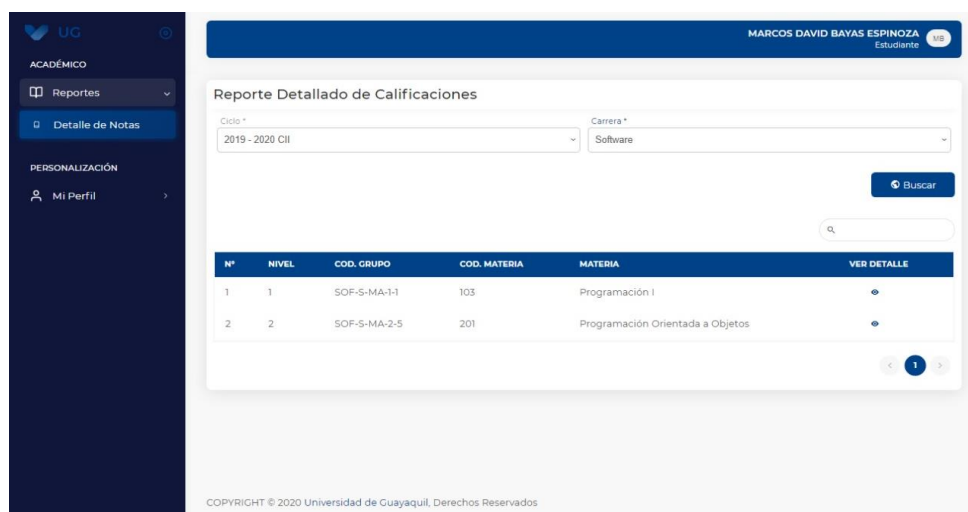 UG
ACADÉMICO
Reportes
Detalle de Notas
PERSONALIZACIÓN
Mi Perfil
MARCOS DAVID BAYAS ESPINOZA
Estudiante
MB
Reporte Detallado de Calificaciones
Ciclo *
Carrera *
2019 - 2020 CII
Software
Buscar
N° NIVEL COD. GRUPO COD. MATERIA MATERIA VER DETALLE
1 1 SOF-S-MA-1-1 103 Programación I
2 2 SOF-S-MA-2-5 201 Programación Orientada a Objetos
1
COPYRIGHT © 2020 Universidad de Guayaquil, Derechos Reservados